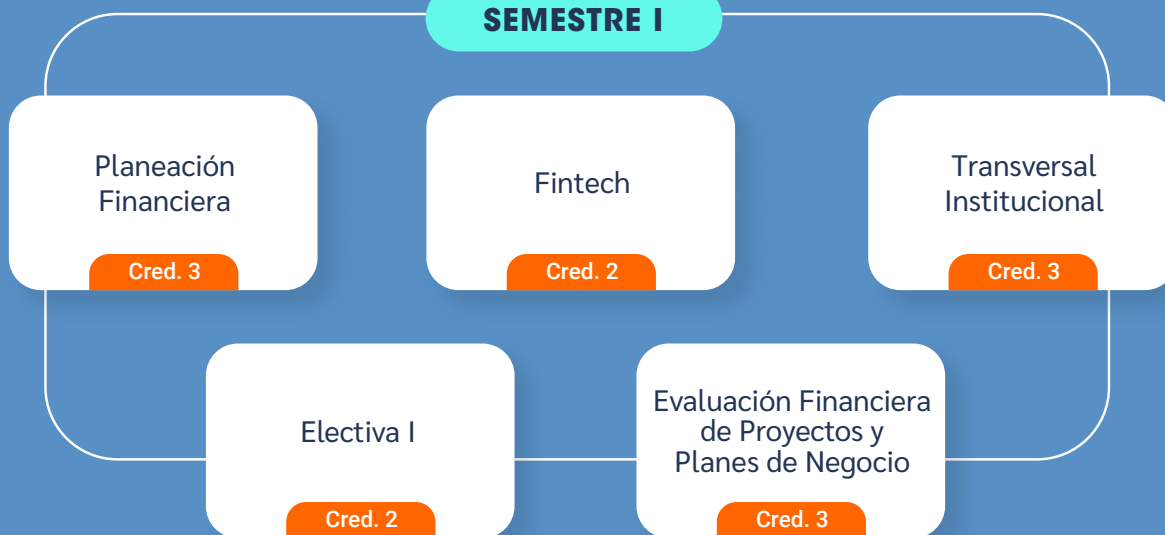 SEMESTRE I
Planeación
Financiera
Cred. 3
Fintech
Cred. 2
Transversal
Institucional
Cred. 3
Electiva I
Cred. 2
Evaluación Financiera
de Proyectos y
Planes de Negocio
Cred. 3